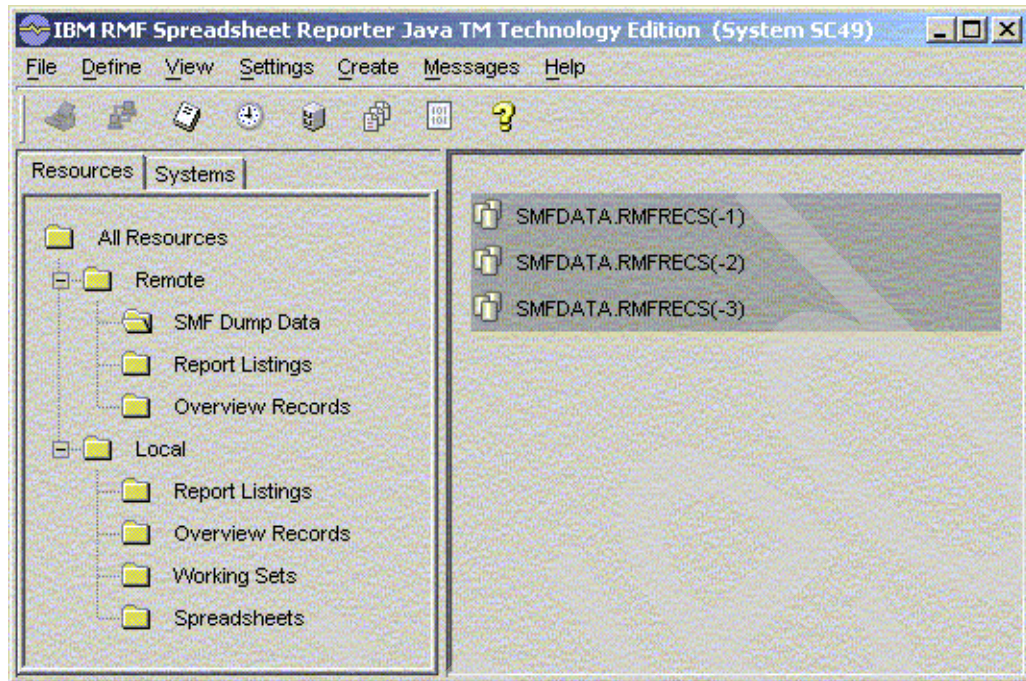 IBM RMF Spreadsheet Reporter Java TM Technology Edition (System SC49)
File Define View Settings Create Messages Help
Resources Systems
All Resources
Remote
SMF Dump Data
Report Listings
Overview Records
Local
Report Listings
Overview Records
Working Sets
Spreadsheets
SMFDATA.RMFRECS(-1)
SMFDATA.RMFRECS(-2)
SMFDATA.RMFRECS(-3)